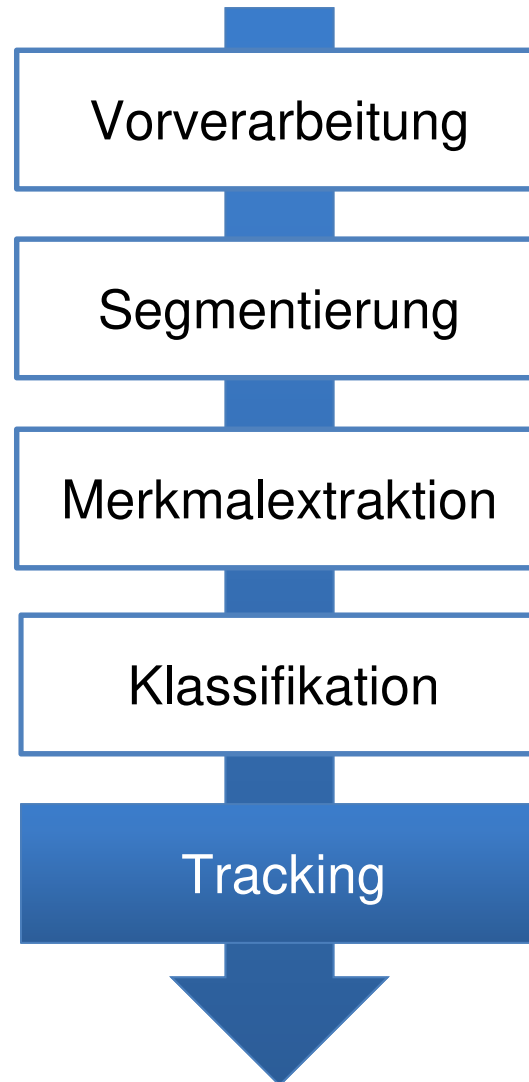 Vorverarbeitung
Segmentierung
Merkmalextraktion
Klassifikation
Tracking